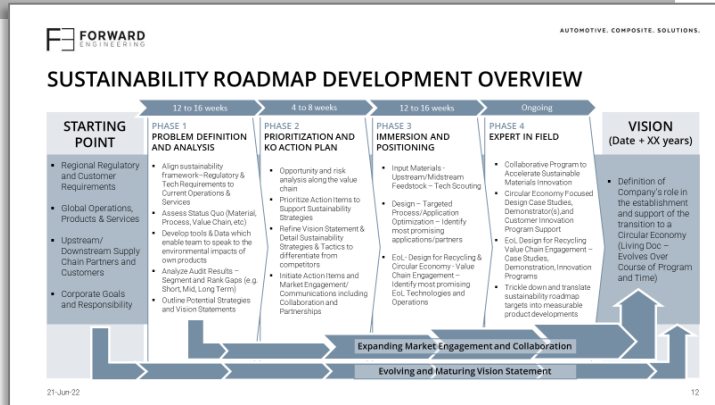 FORWARD
ENGINEERING
AUTOMOTIVE. COMPOSITE. SOLUTIONS.
SUSTAINABILITY ROADMAP DEVELOPMENT OVERVIEW
12 to 16 weeks
4 to 8 weeks
12 to 16 weeks
Ongoing
STARTING
POINT
▪ Regional Regulatory
and Customer
Requirements
▪ Global Operations,
Products & Services
▪ Upstream/
Downstream Supply
Chain Partners and
Customers
▪ Corporate Goals
and Responsibility
PHASE 1
PROBLEM DEFINITION
AND ANALYSIS
▪ Align sustainability
framework–Regulatory &
Tech Requirements to
Current Operations &
Services
▪ Assess Status Quo (Material,
Process, Value Chain, etc)
▪ Develop tools & Data which
enable team to speak to the
environmental impacts of
own products
▪ Analyze Audit Results –
Segment and Rank Gaps (e.g.
Short, Mid, Long Term)
▪ Outline Potential Strategies
and Vision Statements
PHASE 2
PRIORITIZATION AND
KO ACTION PLAN
▪ Opportunity and risk
analysis along the value
chain
▪ Prioritize Action Items to
Support Sustainability
Strategies
▪ Refine Vision Statement &
Detail Sustainability
Strategies & Tactics to
differentiate from
competitors
▪ Initiate Action Items and
Market Engagement/
Communications including
Collaboration and
Partnerships
PHASE 3
IMMERSION AND
POSITIONING
▪ Input Materials -
Upstream/Midstream
Feedstock – Tech Scouting
▪ Design – Targeted
Process/Application
Optimization – Identify
most promising
applications/partners
▪ EoL- Design for Recycling &
Circular Economy - Value
Chain Engagement –
Identify most promising
EoL Technologies and
Operations
PHASE 4
EXPERT IN FIELD
▪ Collaborative Program to
Accelerate Sustainable
Materials Innovation
▪ Circular Economy Focused
Design Case Studies,
Demonstrator(s),and
Customer Innovation
Program Support
▪ EoL Design for Recycling
Value Chain Engagement –
Case Studies,
Demonstration, Innovation
Programs
▪ Trickle down and translate
sustainability roadmap
targets into measurable
product developments
VISION
(Date + XX years)
▪ Definition of
Company's role in
the establishment
and support of the
transition to a
Circular Economy
(Living Doc –
Evolves Over
Course of Program
and Time)
Expanding Market Engagement and Collaboration
Evolving and Maturing Vision Statement
21-Jun-22
12